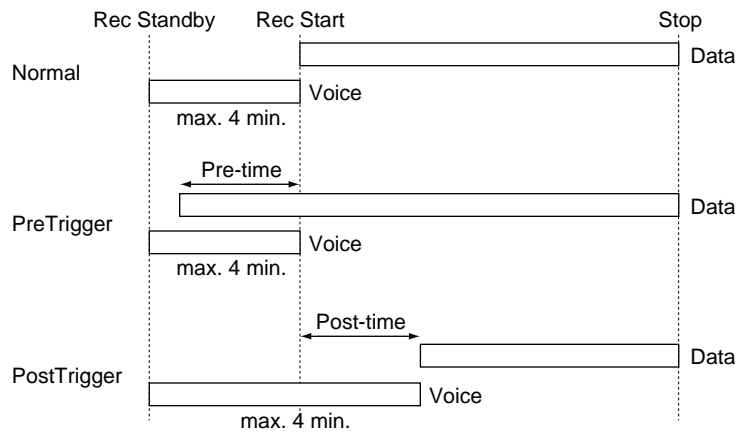 Rec Standby Rec Start Stop
Data
Normal
Voice
max. 4 min.
Pre-time
Data
PreTrigger
Voice
max. 4 min.
Post-time
Data
PostTrigger
Voice
max. 4 min.